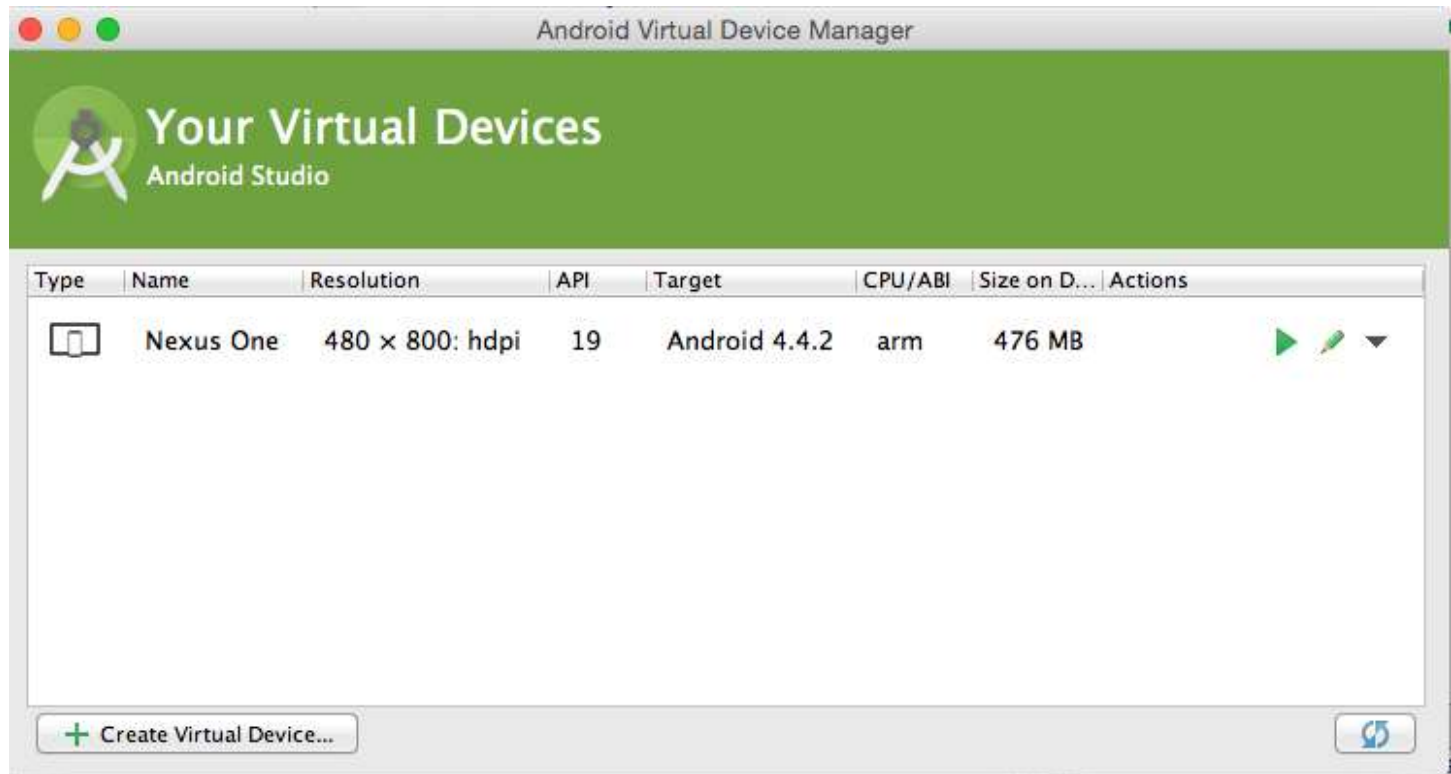 Android Virtual Device Manager
Your Virtual Devices
Android Studio
Type Name Resolution API Target CPU/ABI Size on D... Actions
Nexus One 480 × 800: hdpi 19 Android 4.4.2 arm 476 MB
Create Virtual Device...